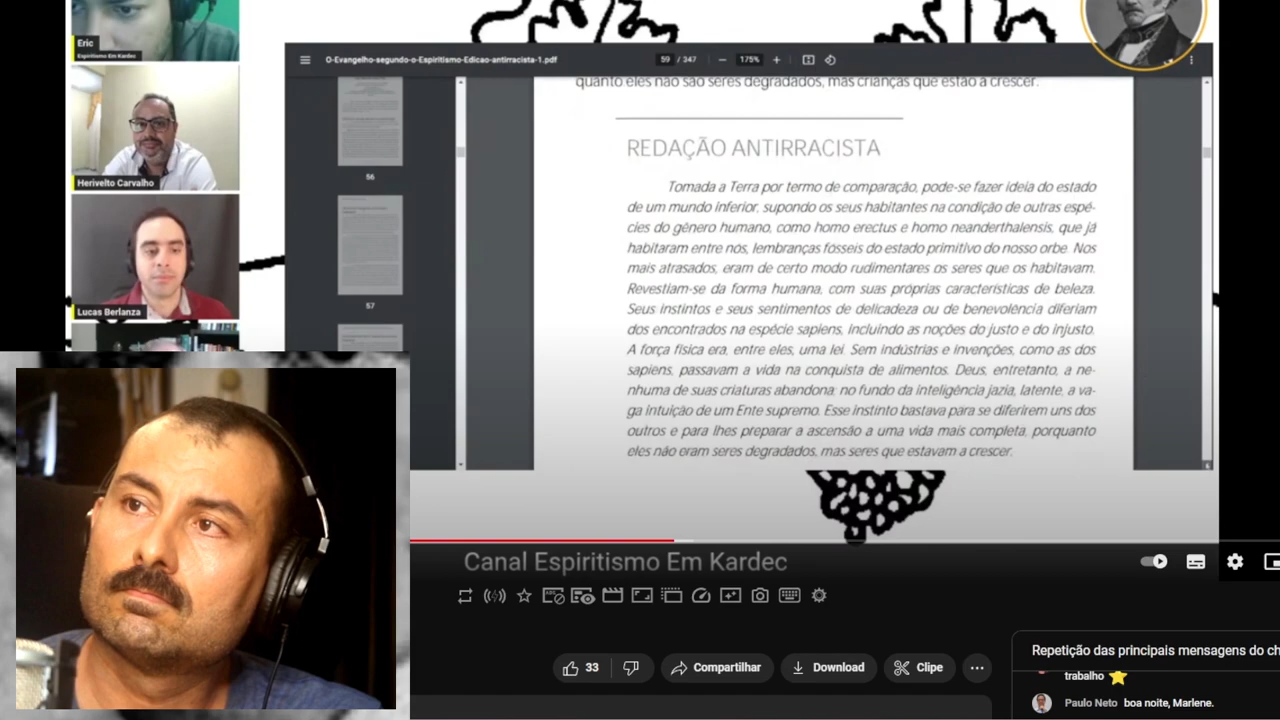 Eric
Espiritismo Em Kardec
Herivelto Carvalho
Lucas Berlanza
O-Evangelho-segundo-o-Espiritismo-Edicao-antirracista-1.pdf
59 / 347
175%
56
57
quanto eles não são seres degradados, mas crianças que estão a crescer.
REDAÇÃO ANTIRRACISTA
Tomada a Terra por termo de comparação, pode-se fazer ideia do estado
de um mundo inferior, supondo os seus habitantes na condição de outras espé-
cies do gênero humano, como homo erectus e homo neanderthalensis, que já
habitaram entre nós, lembranças fósseis do estado primitivo do nosso orbe. Nos
mais atrasados, eram de certo modo rudimentares os seres que os habitavam.
Revestiam-se da forma humana, com suas próprias características de beleza.
Seus instintos e seus sentimentos de delicadeza ou de benevolência diferiam
dos encontrados na espécie sapiens, incluindo as noções do justo e do injusto.
A força física era, entre eles, uma lei. Sem indústrias e invenções, como as dos
sapiens, passavam a vida na conquista de alimentos. Deus, entretanto, a ne-
nhuma de suas criaturas abandona: no fundo da inteligência jazia, latente, a va-
ga intuição de um Ente supremo. Esse instinto bastava para se diferirem uns dos
outros e para lhes preparar a ascensão a uma vida mais completa, porquanto
eles não eram seres degradados, mas seres que estavam a crescer.
Canal Espiritismo Em Kardec
33
Compartilhar
Download
Clipe
Repetição das principais mensagens do ch
trabalho
Paulo Neto boa noite, Marlene.